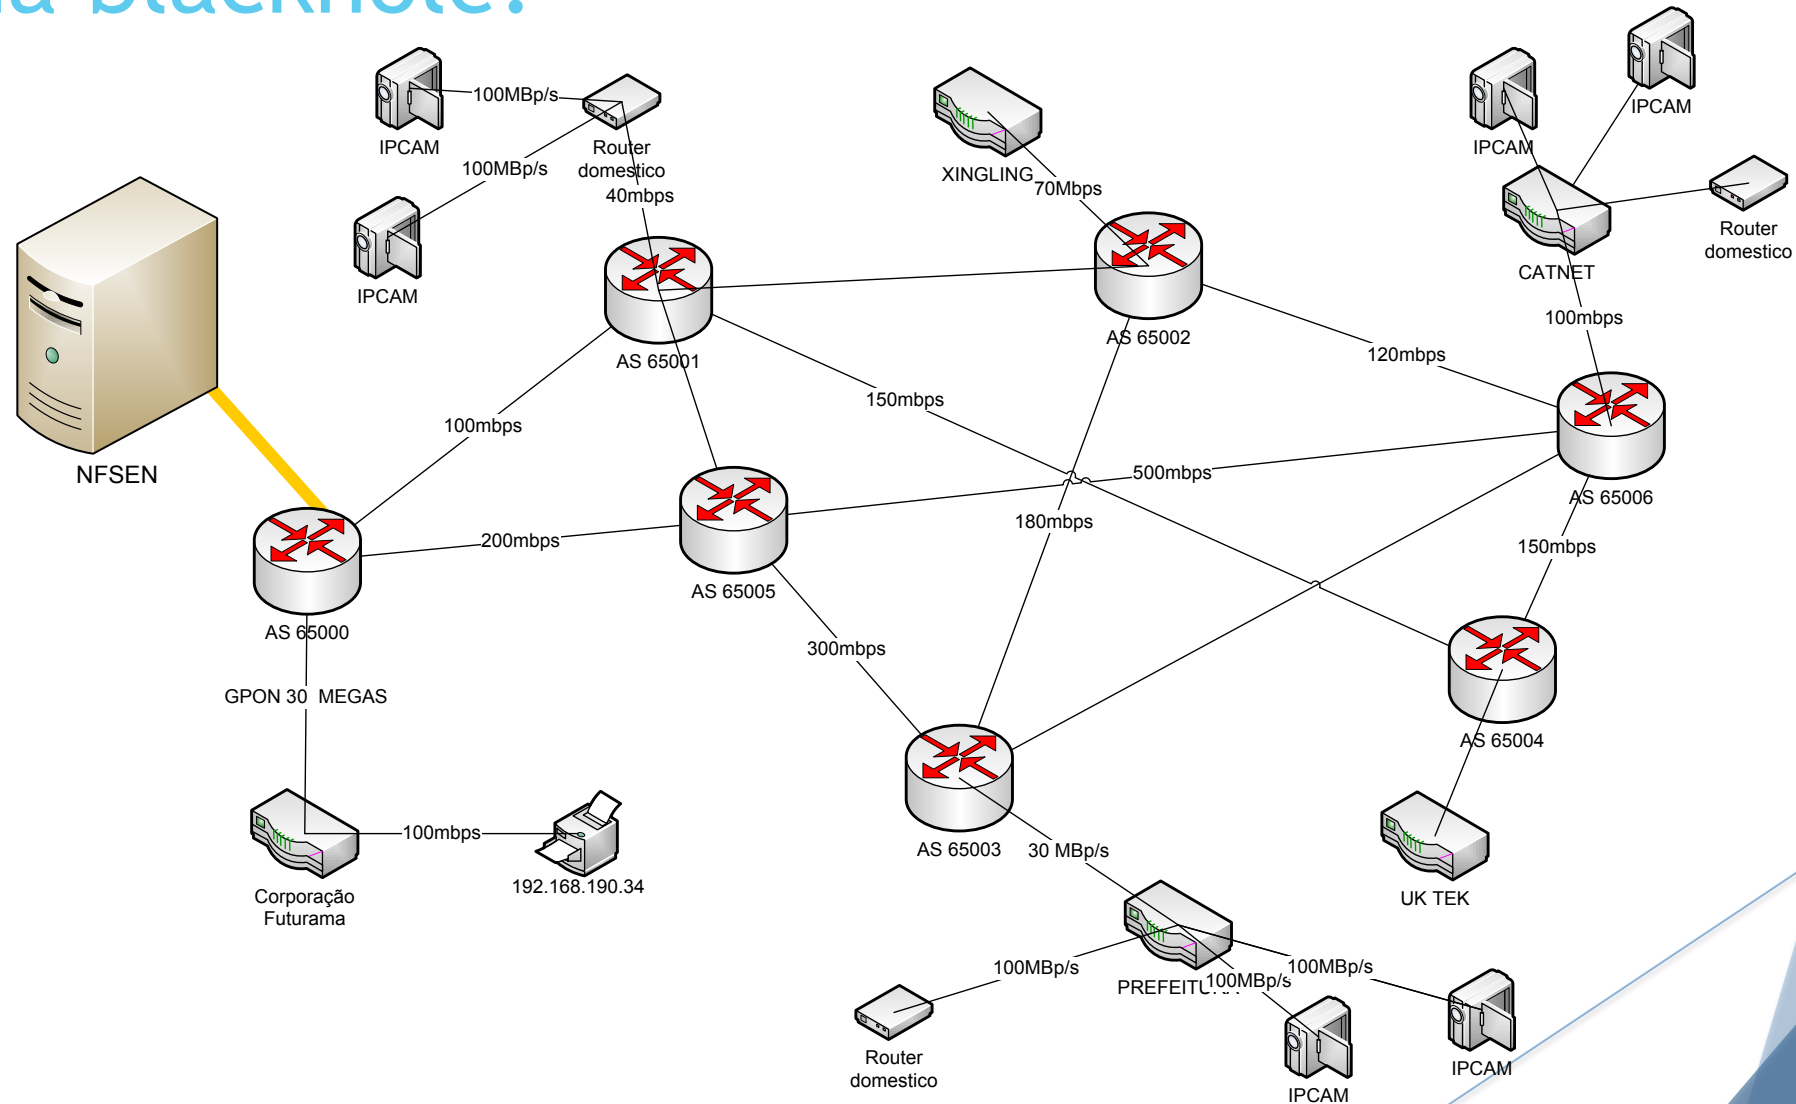 blackhole?
100MBp/s
IPCAM
Router
domestico
100MBp/s
IPCAM
40mbps
XINGLING
70Mbps
IPCAM
IPCAM
Router
domestico
CATNET
100mbps
AS 65001
AS 65002
120mbps
150mbps
100mbps
NFSEN
500mbps
AS 65006
180mbps
200mbps
150mbps
AS 65005
AS 65000
300mbps
GPON 30 MEGAS
AS 65004
100mbps
192.168.190.34
Corporação
Futurama
AS 65003
30 MBp/s
UK TEK
100MBp/s
PREFEITURA
100MBp/s
100MBp/s
Router
domestico
IPCAM
IPCAM